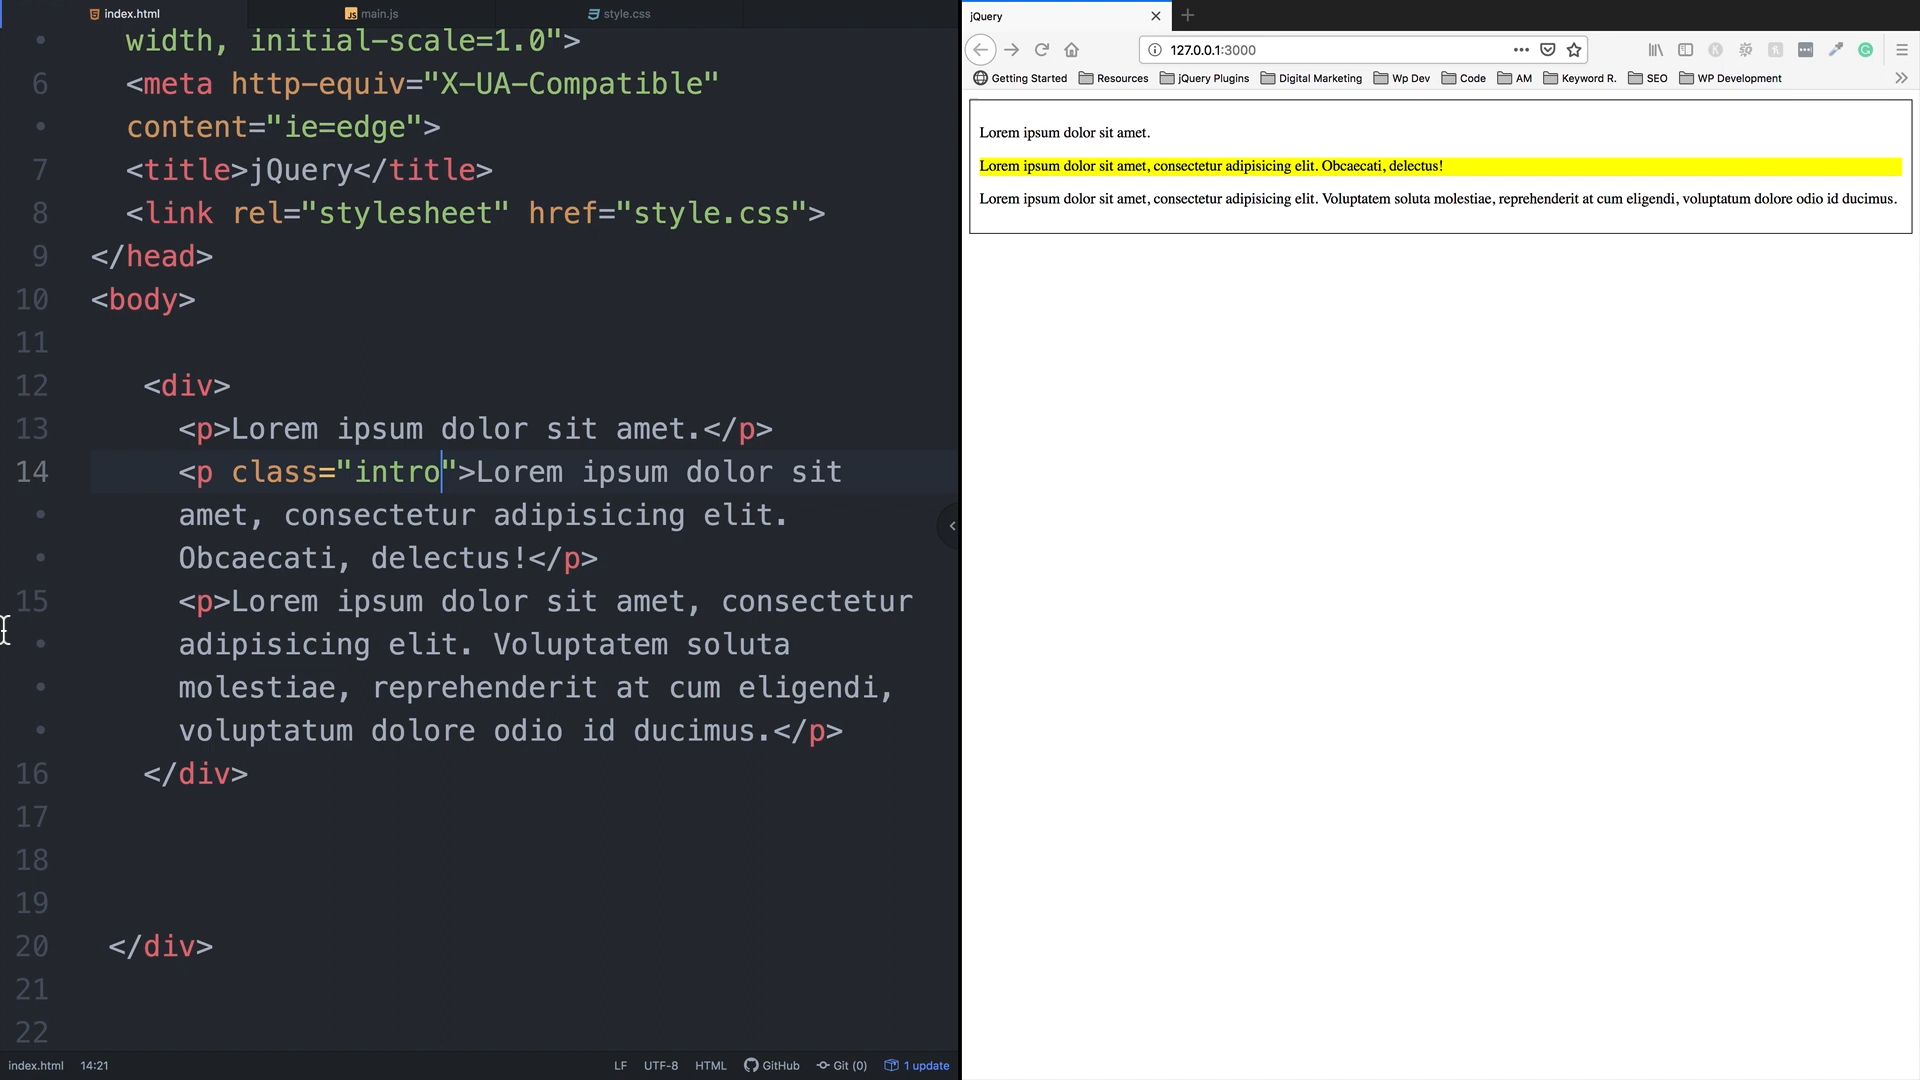 index.html
main.js
style.css
width, initial-scale=1.0">
6 <meta http-equiv="X-UA-Compatible"
content="ie=edge">
7 <title>jQuery</title>
8 <link rel="stylesheet" href="style.css">
9 </head>
10 <body>
11
12 <div>
13 <p>Lorem ipsum dolor sit amet.</p>
14 <p class="intro">Lorem ipsum dolor sit
amet, consectetur adipisicing elit.
Obcaecati, delectus!</p>
15 <p>Lorem ipsum dolor sit amet, consectetur
adipisicing elit. Voluptatem soluta
molestiae, reprehenderit at cum eligendi,
voluptatum dolore odio id ducimus.</p>
16 </div>
17
18
19
20 </div>
21
22
index.html 14:21 LF UTF-8 HTML GitHub Git (0) 1 update
jQuery
127.0.0.1:3000
Getting Started Resources jQuery Plugins Digital Marketing Wp Dev Code AM Keyword R. SEO WP Development
Lorem ipsum dolor sit amet.
Lorem ipsum dolor sit amet, consectetur adipisicing elit. Obcaecati, delectus!
Lorem ipsum dolor sit amet, consectetur adipisicing elit. Voluptatem soluta molestiae, reprehenderit at cum eligendi, voluptatum dolore odio id ducimus.